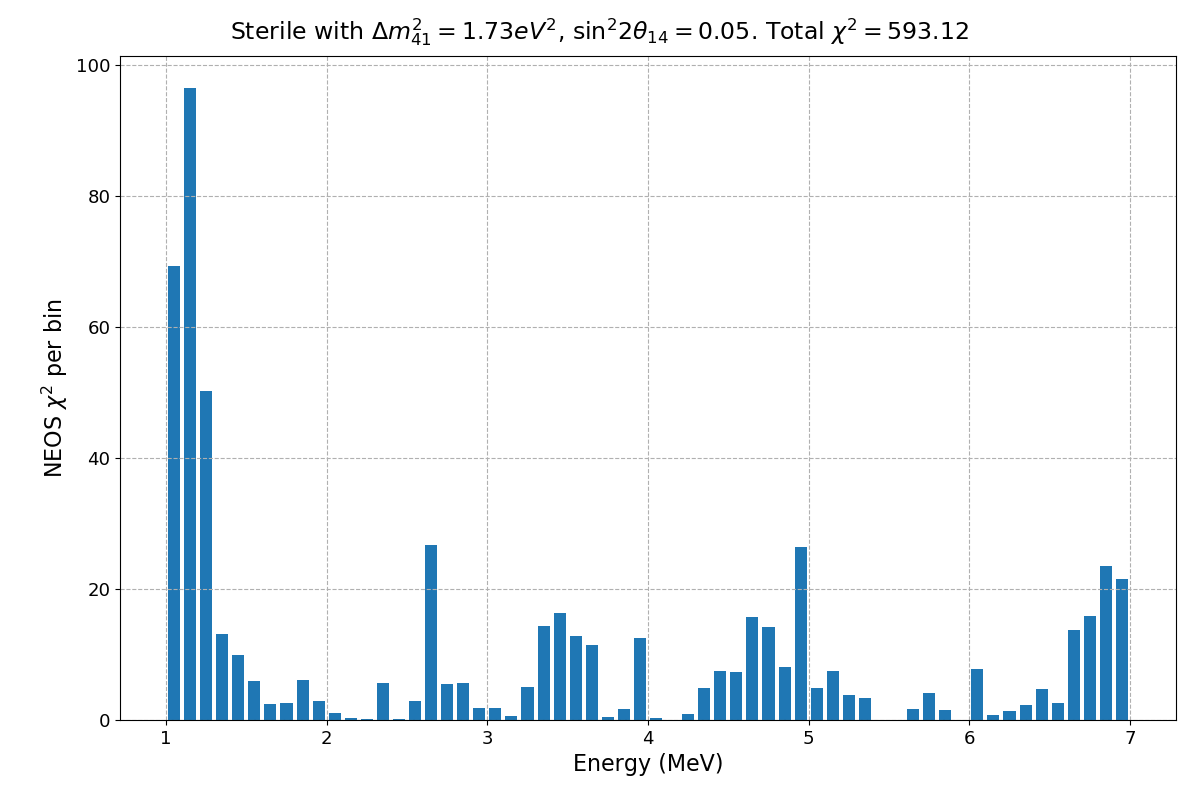 Sterile with Δm²₄₁ = 1.73eV², sin²2θ₁₄ = 0.05. Total χ² = 593.12
100
80
60
40
20
0
NEOS χ² per bin
1 2 3 4 5 6 7
Energy (MeV)